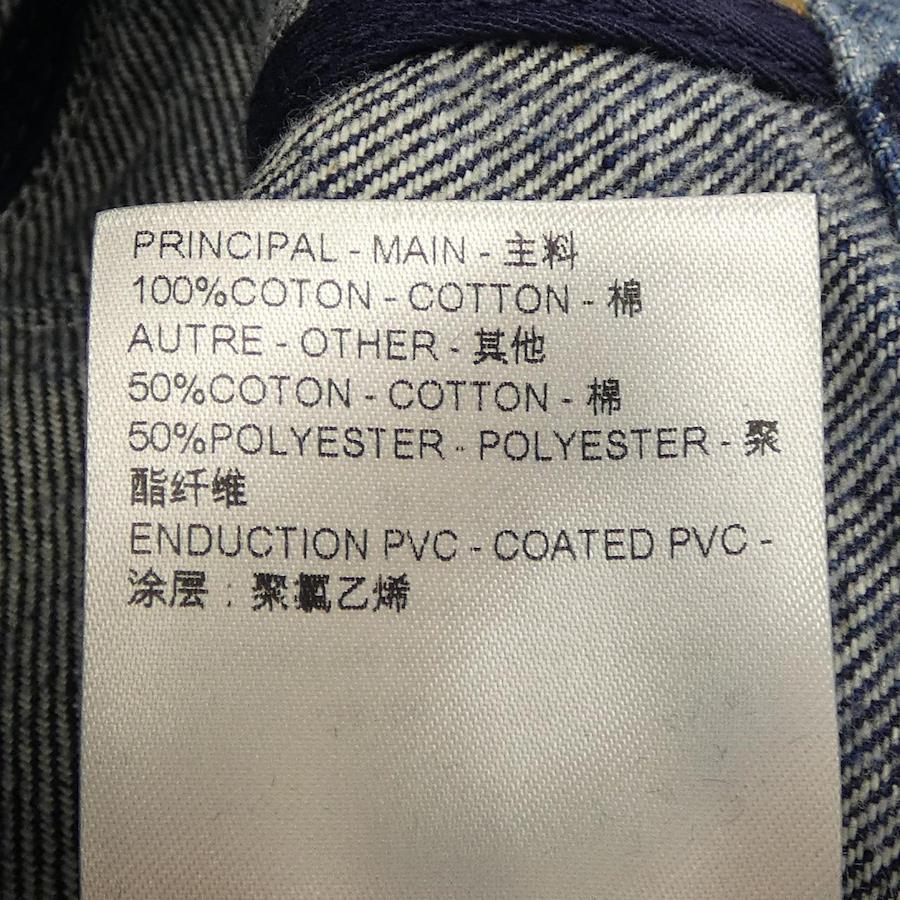 PRINCIPAL - MAIN - 主料
100%COTON - COTTON - 棉
AUTRE - OTHER - 其他
50%COTON - COTTON - 棉
50%POLYESTER - POLYESTER - 聚
酯纤维
ENDUCTION PVC - COATED PVC -
涂层 : 聚氯乙烯